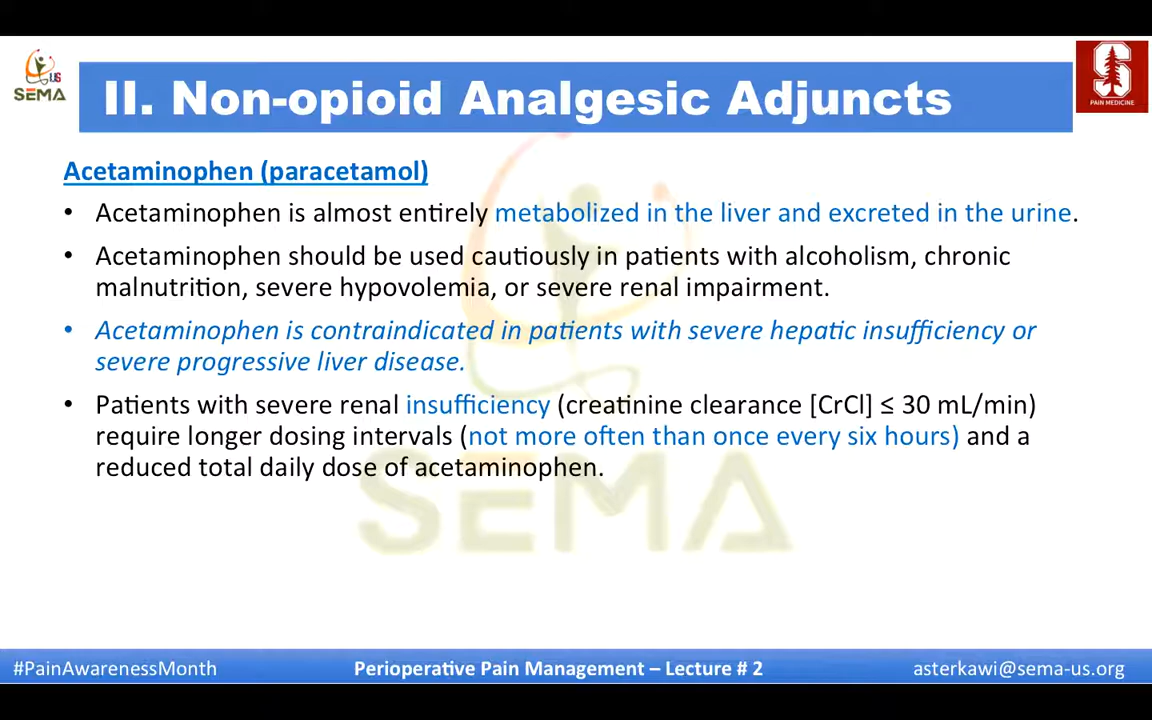 US
SEMA
II. Non-opioid Analgesic Adjuncts
S
PAIN MEDICINE
Acetaminophen (paracetamol)
• Acetaminophen is almost entirely metabolized in the liver and excreted in the urine.
• Acetaminophen should be used cautiously in patients with alcoholism, chronic
malnutrition, severe hypovolemia, or severe renal impairment.
• Acetaminophen is contraindicated in patients with severe hepatic insufficiency or
severe progressive liver disease.
• Patients with severe renal insufficiency (creatinine clearance [CrCl] ≤ 30 mL/min)
require longer dosing intervals (not more often than once every six hours) and a
reduced total daily dose of acetaminophen.
SEMA
#PainAwarenessMonth
Perioperative Pain Management – Lecture # 2
asterkawi@sema-us.org